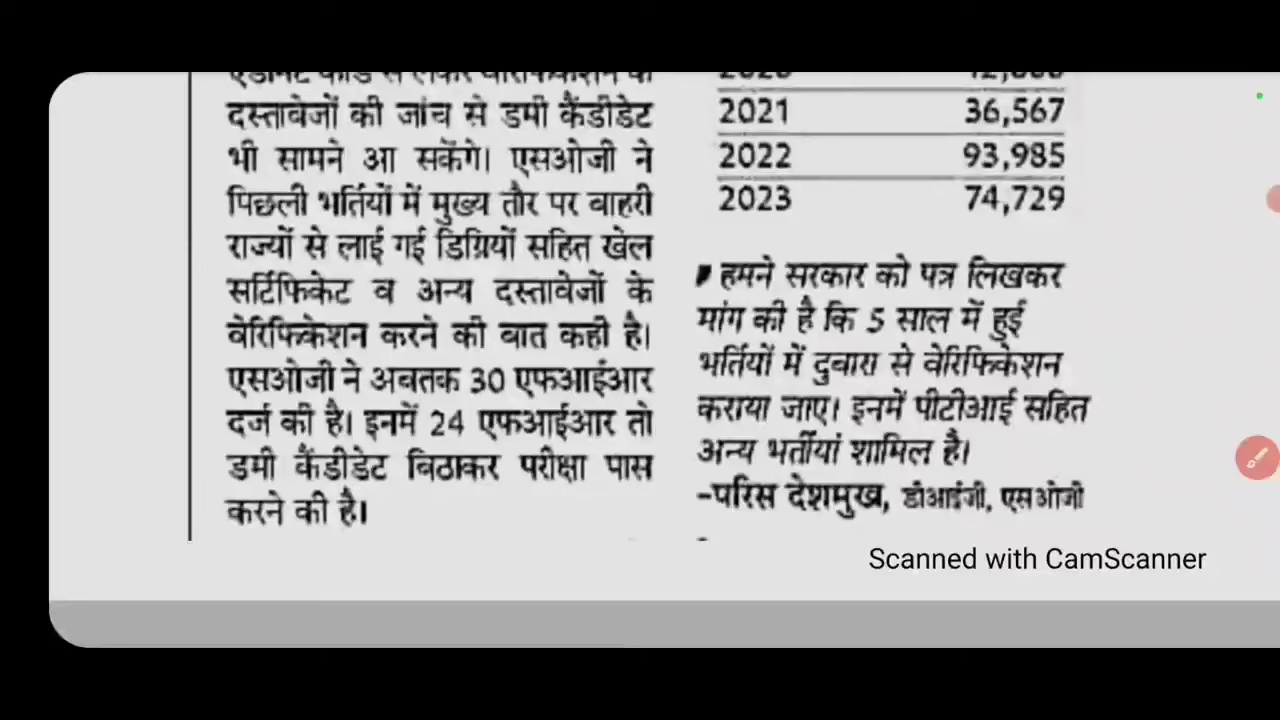 दस्तावेजों की जांच से डमी कैंडीडेट
भी सामने आ सकेंगे। एसओजी ने
पिछली भर्तियों में मुख्य तौर पर बाहरी
राज्यों से लाई गई डिग्रियों सहित खेल
सर्टिफिकेट व अन्य दस्तावेजों के
वेरिफिकेशन करने की बात कही है।
एसओजी ने अबतक 30 एफआईआर
दर्ज की है। इनमें 24 एफआईआर तो
डमी कैंडीडेट बिठाकर परीक्षा पास
करने की है।
2021 36,567
2022 93,985
2023 74,729
हमने सरकार को पत्र लिखकर
मांग की है कि 5 साल में हुई
भर्तियों में दुबारा से वेरिफिकेशन
कराया जाए। इनमें पीटीआई सहित
अन्य भर्तीयां शामिल है।
-परिस देशमुख, डीआईजी, एसओजी
Scanned with CamScanner